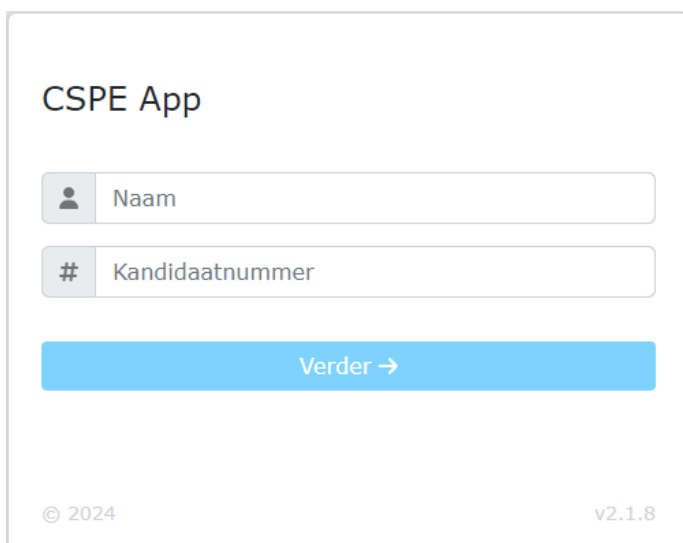 CSPE App
Naam
# Kandidaatnummer
Verder →
© 2024 v2.1.8